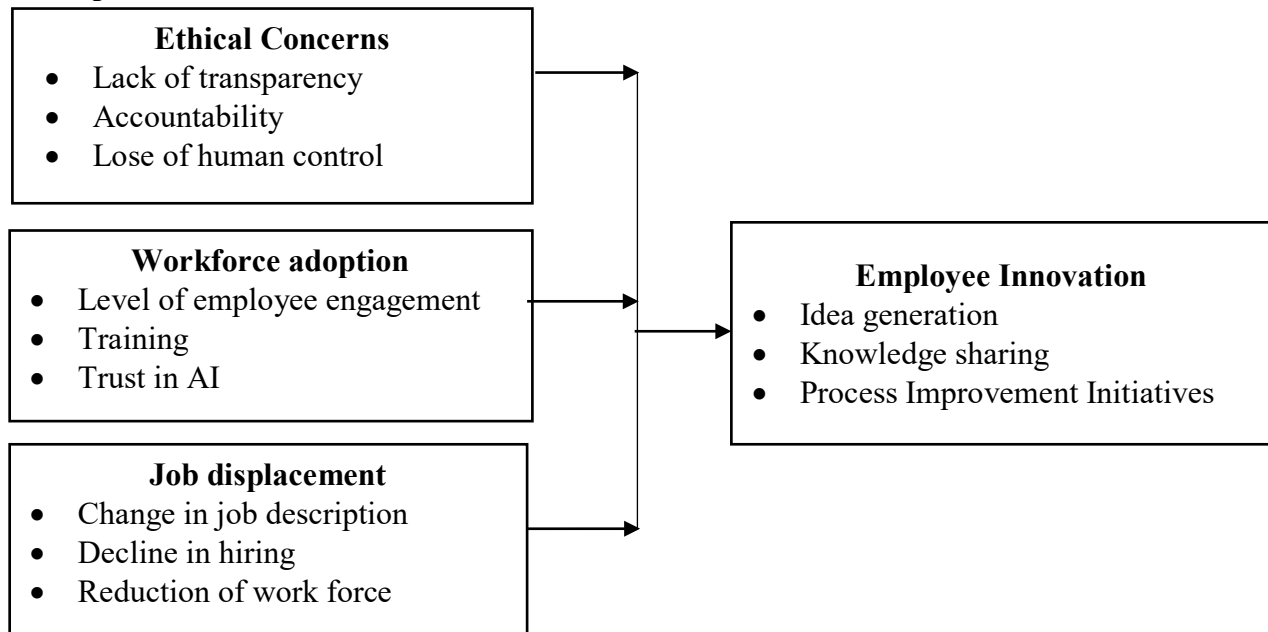 Ethical Concerns
• Lack of transparency
• Accountability
• Lose of human control
Workforce adoption
• Level of employee engagement
• Training
• Trust in AI
Job displacement
• Change in job description
• Decline in hiring
• Reduction of work force
Employee Innovation
• Idea generation
• Knowledge sharing
• Process Improvement Initiatives